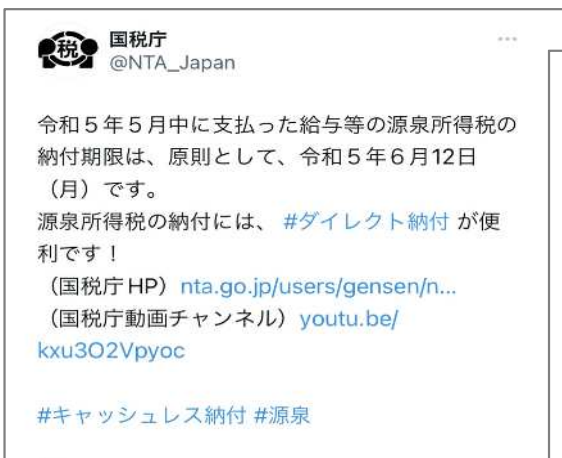 税
国税庁
@NTA_Japan
令和５年５月中に支払った給与等の源泉所得税の
納付期限は、原則として、令和５年６月12日
（月）です。
源泉所得税の納付には、 #ダイレクト納付 が便
利です！
（国税庁HP）nta.go.jp/users/gensen/n...
（国税庁動画チャンネル）youtu.be/
kxu3O2Vpyoc
#キャッシュレス納付 #源泉